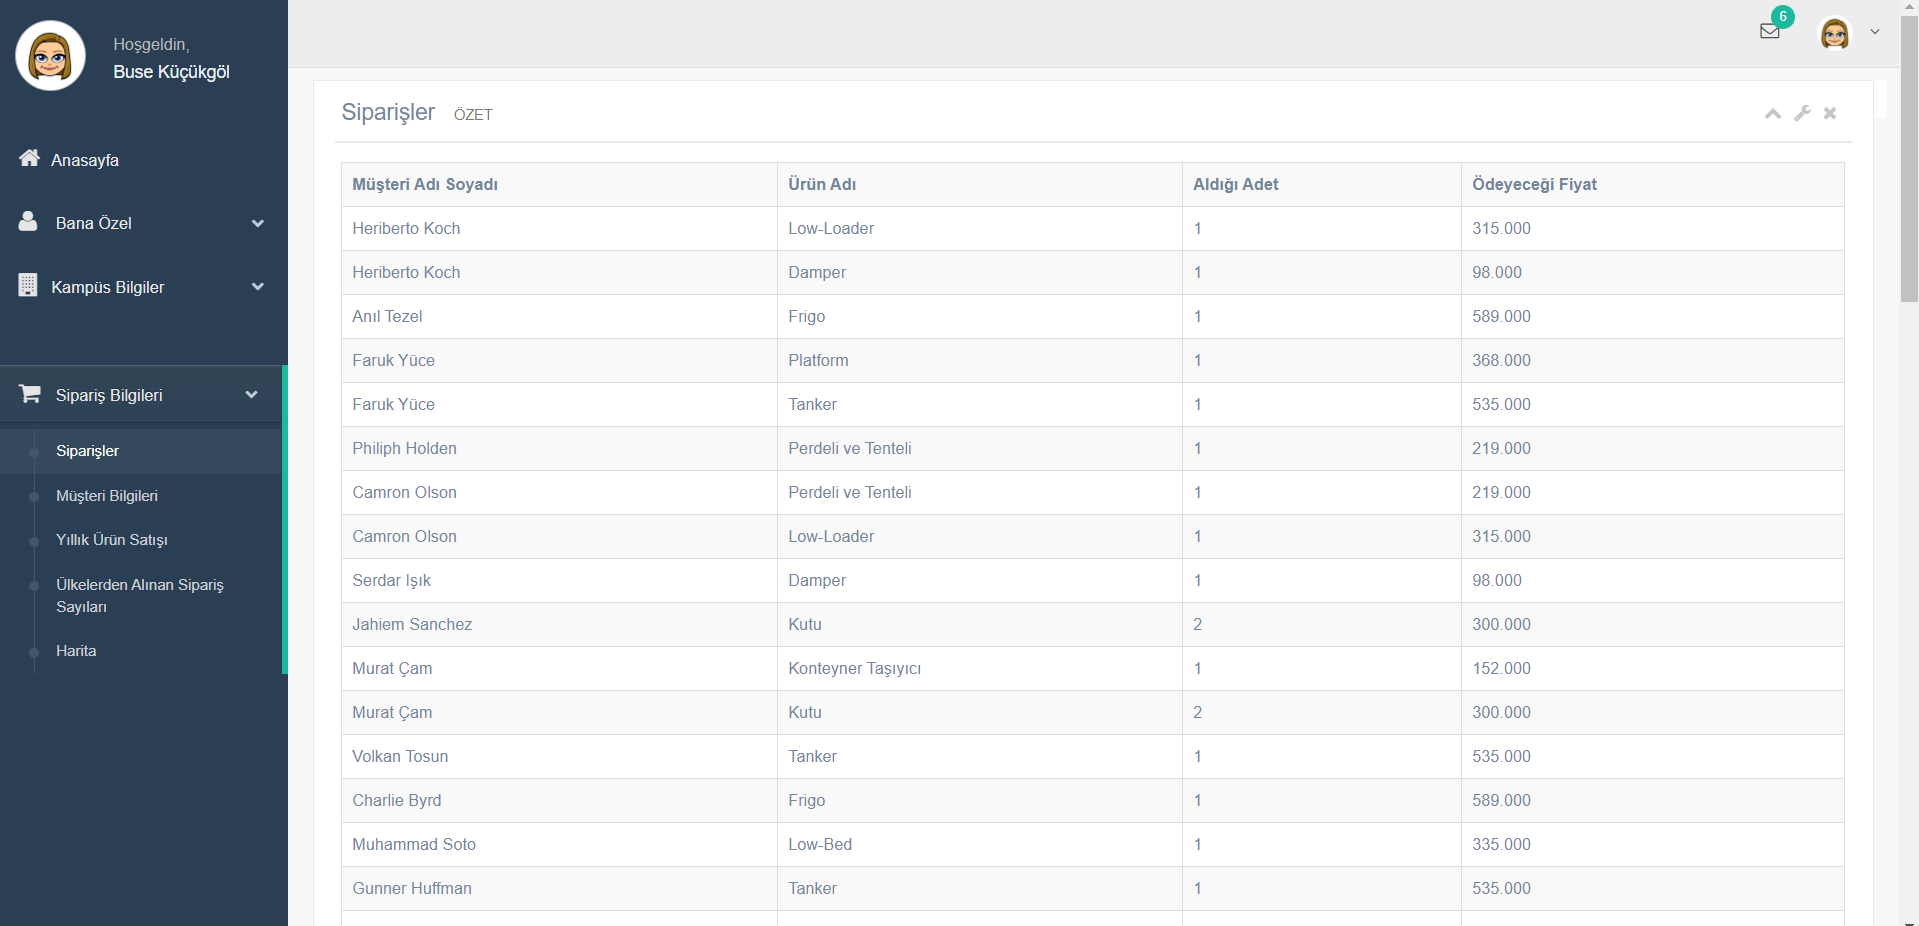 Hoşgeldin,
Buse Küçükgöl
Anasayfa
Bana Özel
Kampüs Bilgiler
Sipariş Bilgileri
Siparişler
Müşteri Bilgileri
Yıllık Ürün Satışı
Ülkelerden Alınan Sipariş
Sayıları
Harita
6
Siparişler ÖZET
Müşteri Adı Soyadı Ürün Adı Aldığı Adet Ödeyeceği Fiyat
Heriberto Koch Low-Loader 1 315.000
Heriberto Koch Damper 1 98.000
Anıl Tezel Frigo 1 589.000
Faruk Yüce Platform 1 368.000
Faruk Yüce Tanker 1 535.000
Philiph Holden Perdeli ve Tenteli 1 219.000
Camron Olson Perdeli ve Tenteli 1 219.000
Camron Olson Low-Loader 1 315.000
Serdar Işık Damper 1 98.000
Jahiem Sanchez Kutu 2 300.000
Murat Çam Konteyner Taşıyıcı 1 152.000
Murat Çam Kutu 2 300.000
Volkan Tosun Tanker 1 535.000
Charlie Byrd Frigo 1 589.000
Muhammad Soto Low-Bed 1 335.000
Gunner Huffman Tanker 1 535.000